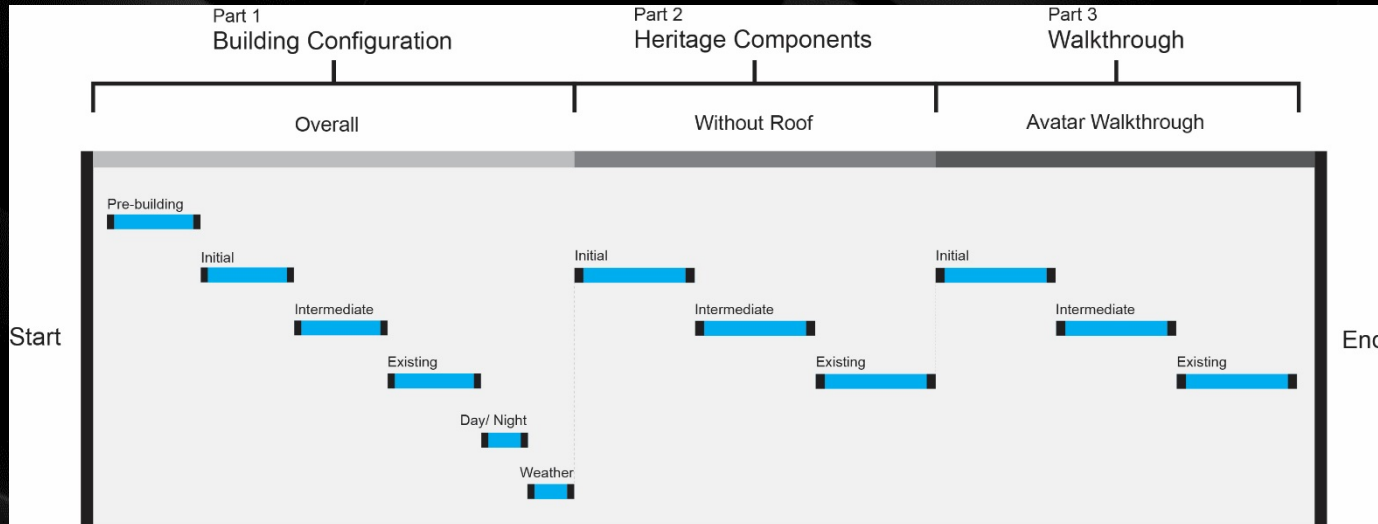 Part 1
Building Configuration
Part 2
Heritage Components
Part 3
Walkthrough
Overall
Without Roof
Avatar Walkthrough
Pre-building
Initial
Initial
Initial
Intermediate
Intermediate
Intermediate
Start
End
Existing
Existing
Existing
Day/ Night
Weather